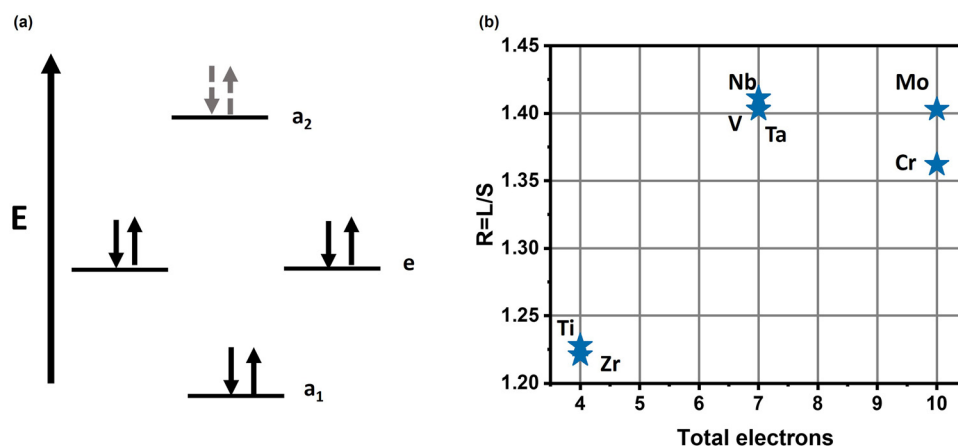 (a)
E
a2
e
a1
(b)
R=L/S
1.45
1.40
1.35
1.30
1.25
1.20
Nb
V
Ta
Mo
Cr
Ti
Zr
4 5 6 7 8 9 10
Total electrons